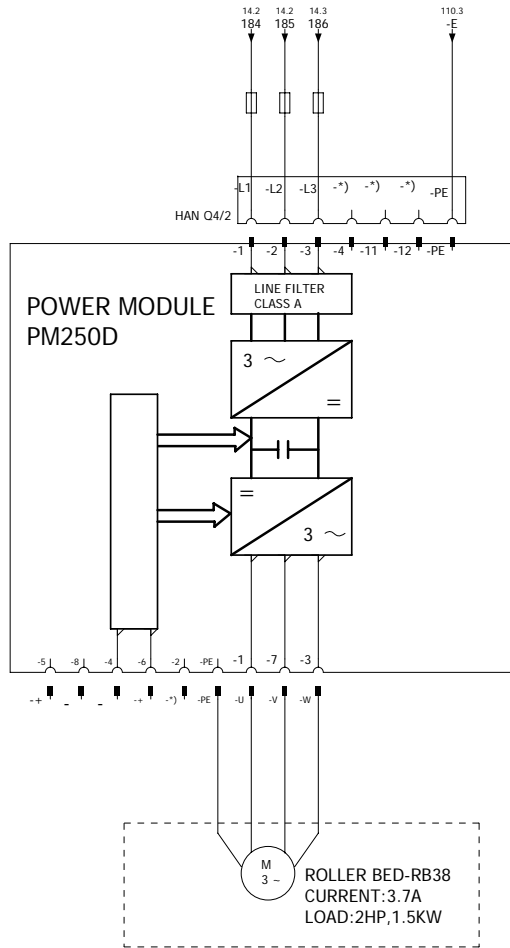 14.2 14.2 14.3 110.3
184 185 186 -E
-L1 -L2 -L3 -*) -*) -*) -PE
HAN Q4/2
-1 -2 -3 -4 -11 -12 -PE
LINE FILTER
CLASS A
POWER MODULE
PM250D
3 ~
=
=
3 ~
-5 -8 -4 -6 -2 -PE -1 -7 -3
-+ - - -+ -*) -PE -U -V -W
M
3 ~
ROLLER BED-RB38
CURRENT:3.7A
LOAD:2HP,1.5KW